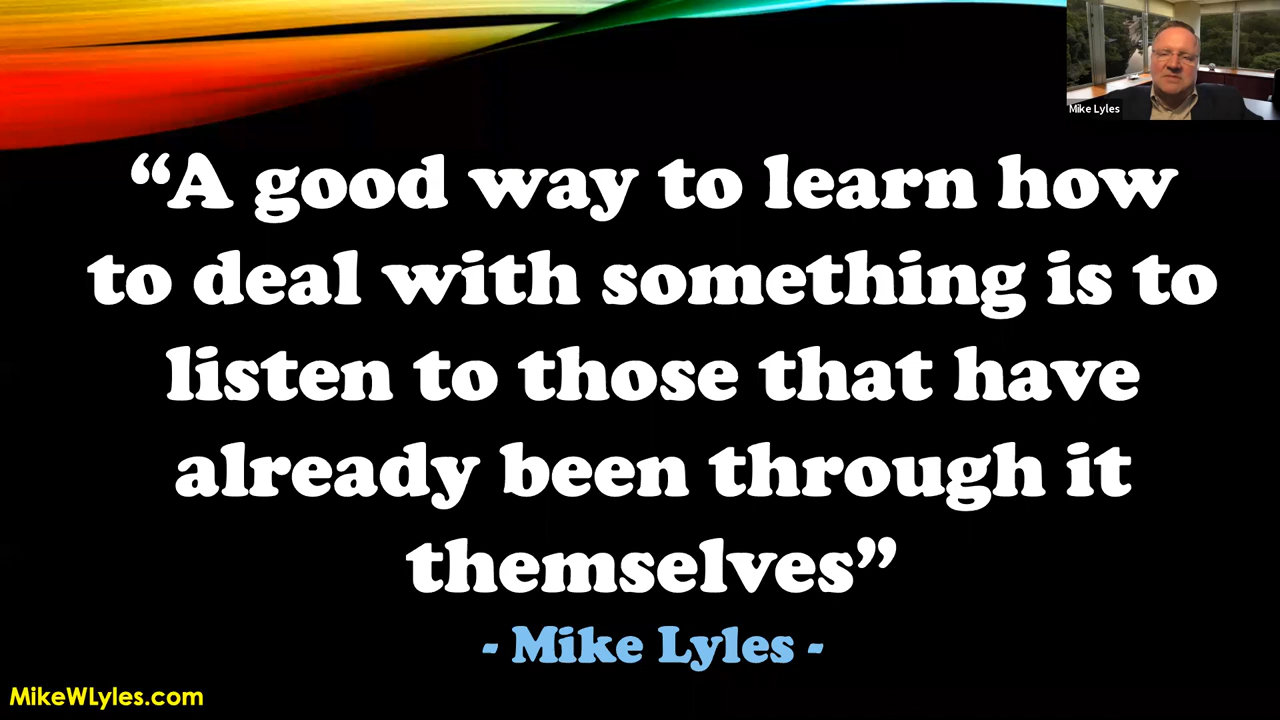 Mike Lyles
“A good way to learn how
to deal with something is to
listen to those that have
already been through it
themselves”
- Mike Lyles -
MikeWLyles.com